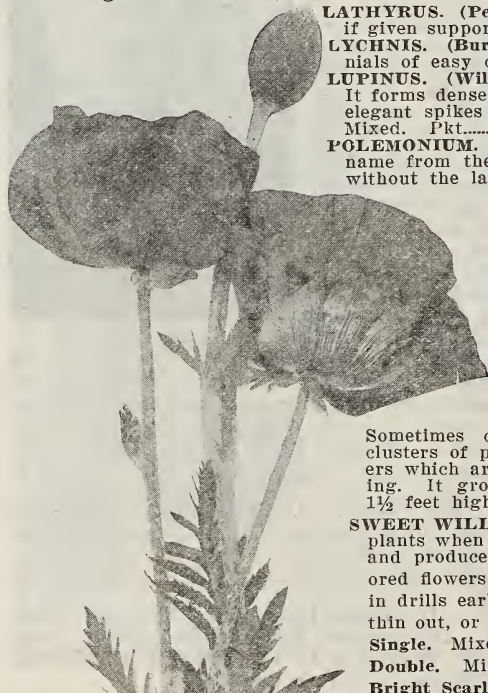 LATHYRUS. (Pe
if given suppor
LYCHNIS. (Bur
nials of easy c
LUPINUS. (Wil
It forms dense
elegant spikes
Mixed. Pkt.....
POLEMONIUM.
name from the
without the la
Sometimes c
clusters of p
ers which ar
ing. It gro
1½ feet high
SWEET WILL
plants when
and produce
ored flowers
in drills ear
thin out, or
Single. Mixe
Double. Mi
Bright Scarl